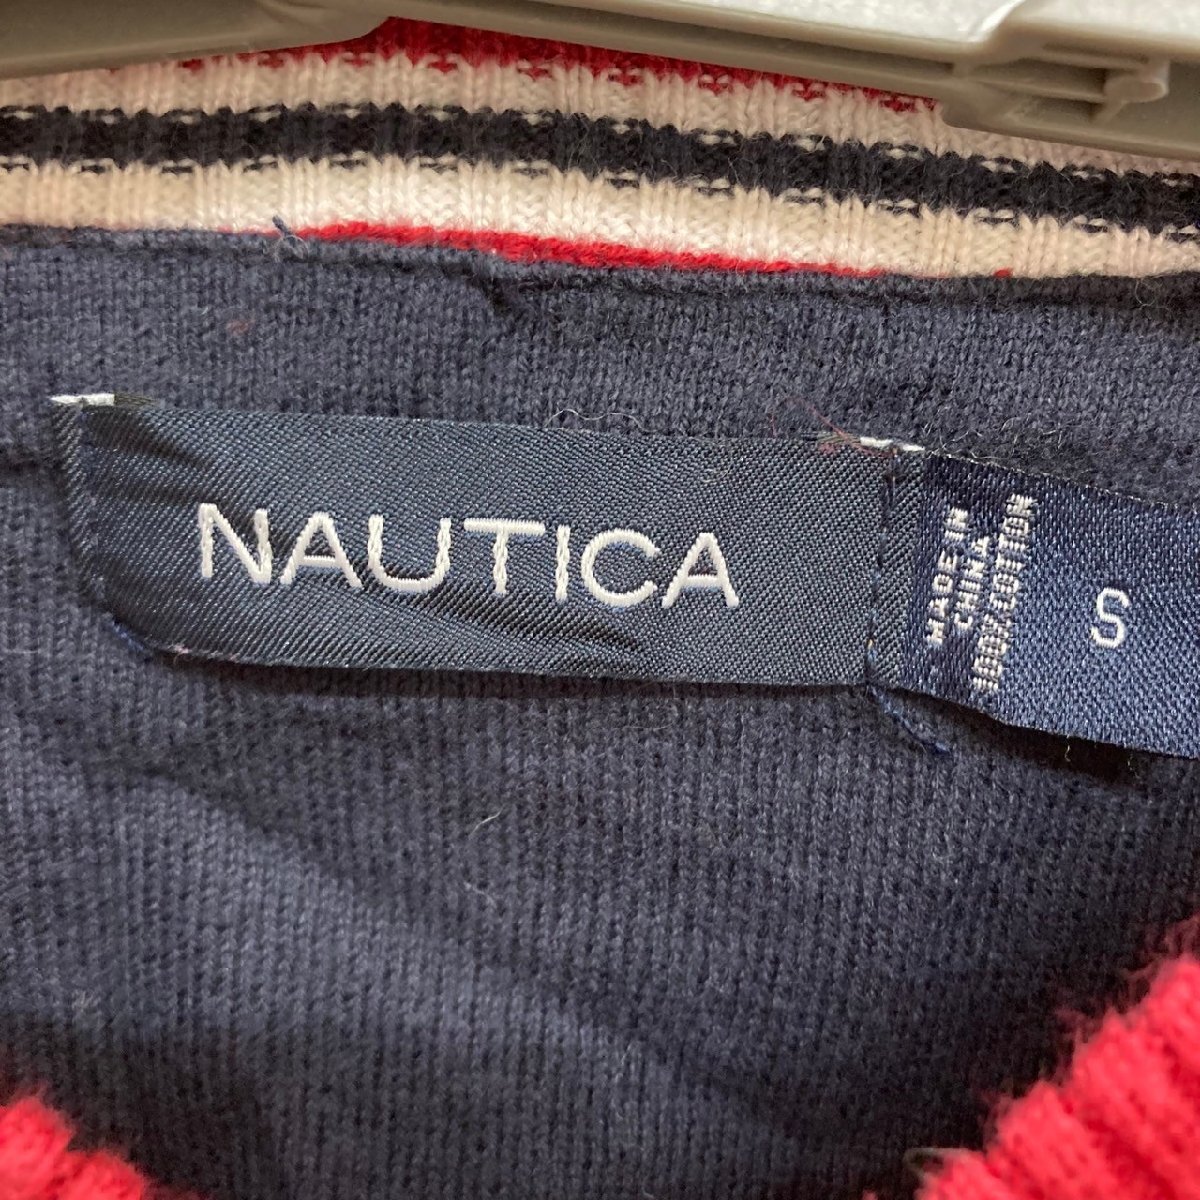 NAUTICA
MADE IN
CHINA
100% COTTON
S